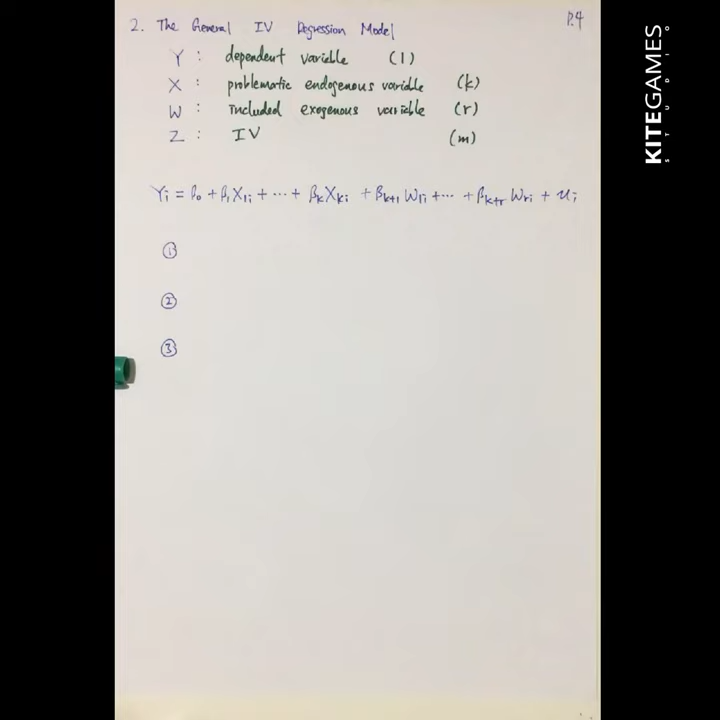 2. The General IV Regression Model
P.4
Y : dependent variable (1)
X : problematic endogenous variable (k)
W : included exogenous variable (r)
Z : IV (m)
Yi = β0 + β1X1i + ··· + βkXki + βk+1W1i + ··· + βk+rWri + ui
①
②
③
KITEGAMES
STUDIO